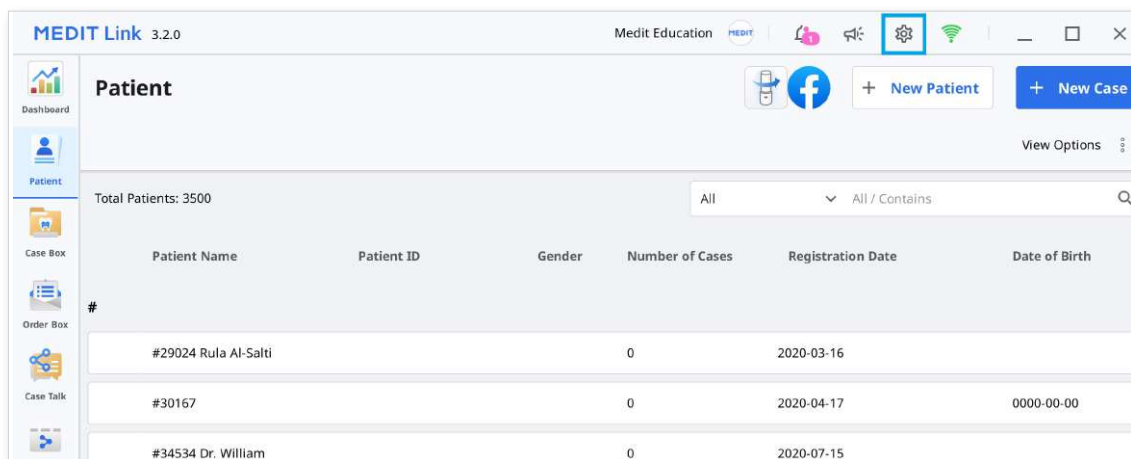 MEDIT Link 3.2.0
Medit Education MEDIT
1
Dashboard
Patient
Case Box
Order Box
Case Talk
Patient
+ New Patient
+ New Case
View Options
Total Patients: 3500
All
All / Contains
Patient Name Patient ID Gender Number of Cases Registration Date Date of Birth
#
#29024 Rula Al-Salti 0 2020-03-16
#30167 0 2020-04-17 0000-00-00
#34534 Dr. William 0 2020-07-15